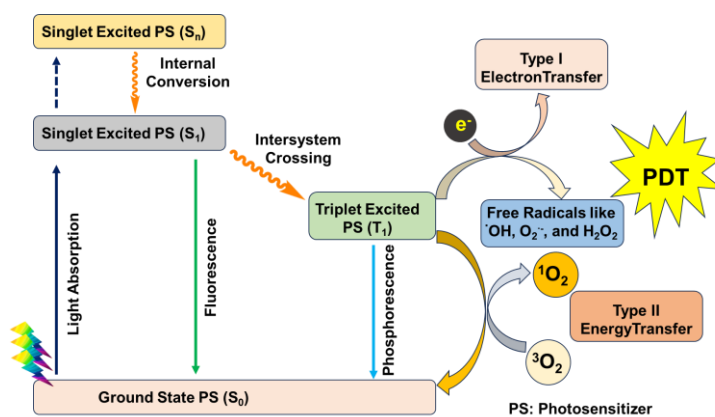 Singlet Excited PS (Sₙ)
Internal
Conversion
Type I
ElectronTransfer
e⁻
Singlet Excited PS (S₁)
Intersystem
Crossing
PDT
Triplet Excited
PS (T₁)
Free Radicals like
˙OH, O₂˙⁻, and H₂O₂
Light Absorption
Fluorescence
Phosphorescence
¹O₂
Type II
EnergyTransfer
³O₂
Ground State PS (S₀)
PS: Photosensitizer